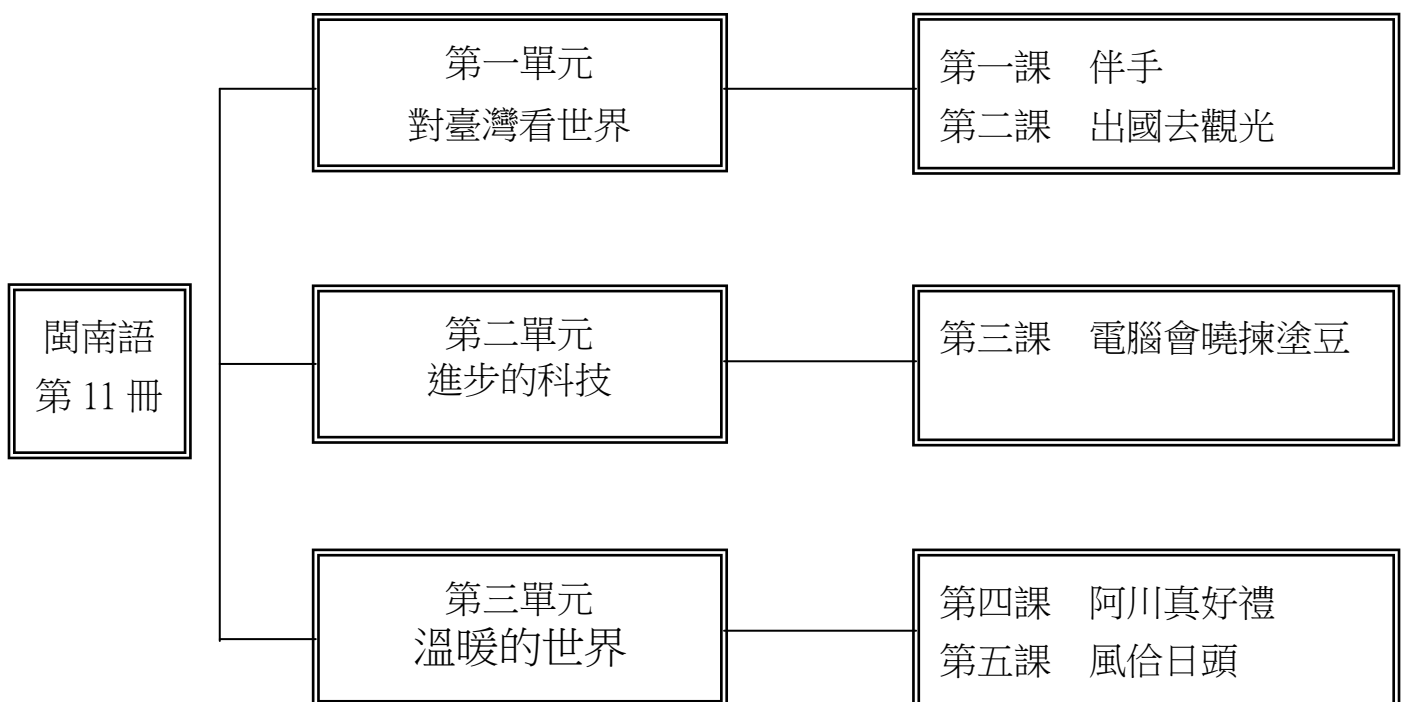 閩南語
第 11 冊
第一單元
對臺灣看世界
第一課 伴手
第二課 出國去觀光
第二單元
進步的科技
第三課 電腦會曉揀塗豆
第三單元
溫暖的世界
第四課 阿川真好禮
第五課 風佮日頭